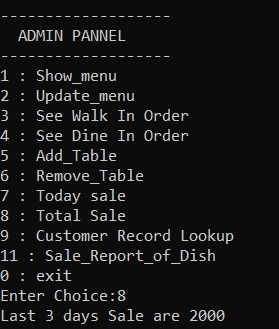 -------------------
ADMIN PANNEL
-------------------
1 : Show_menu
2 : Update_menu
3 : See Walk In Order
4 : See Dine In Order
5 : Add_Table
6 : Remove_Table
7 : Today sale
8 : Total Sale
9 : Customer Record Lookup
11 : Sale_Report_of_Dish
0 : exit
Enter Choice:8
Last 3 days Sale are 2000